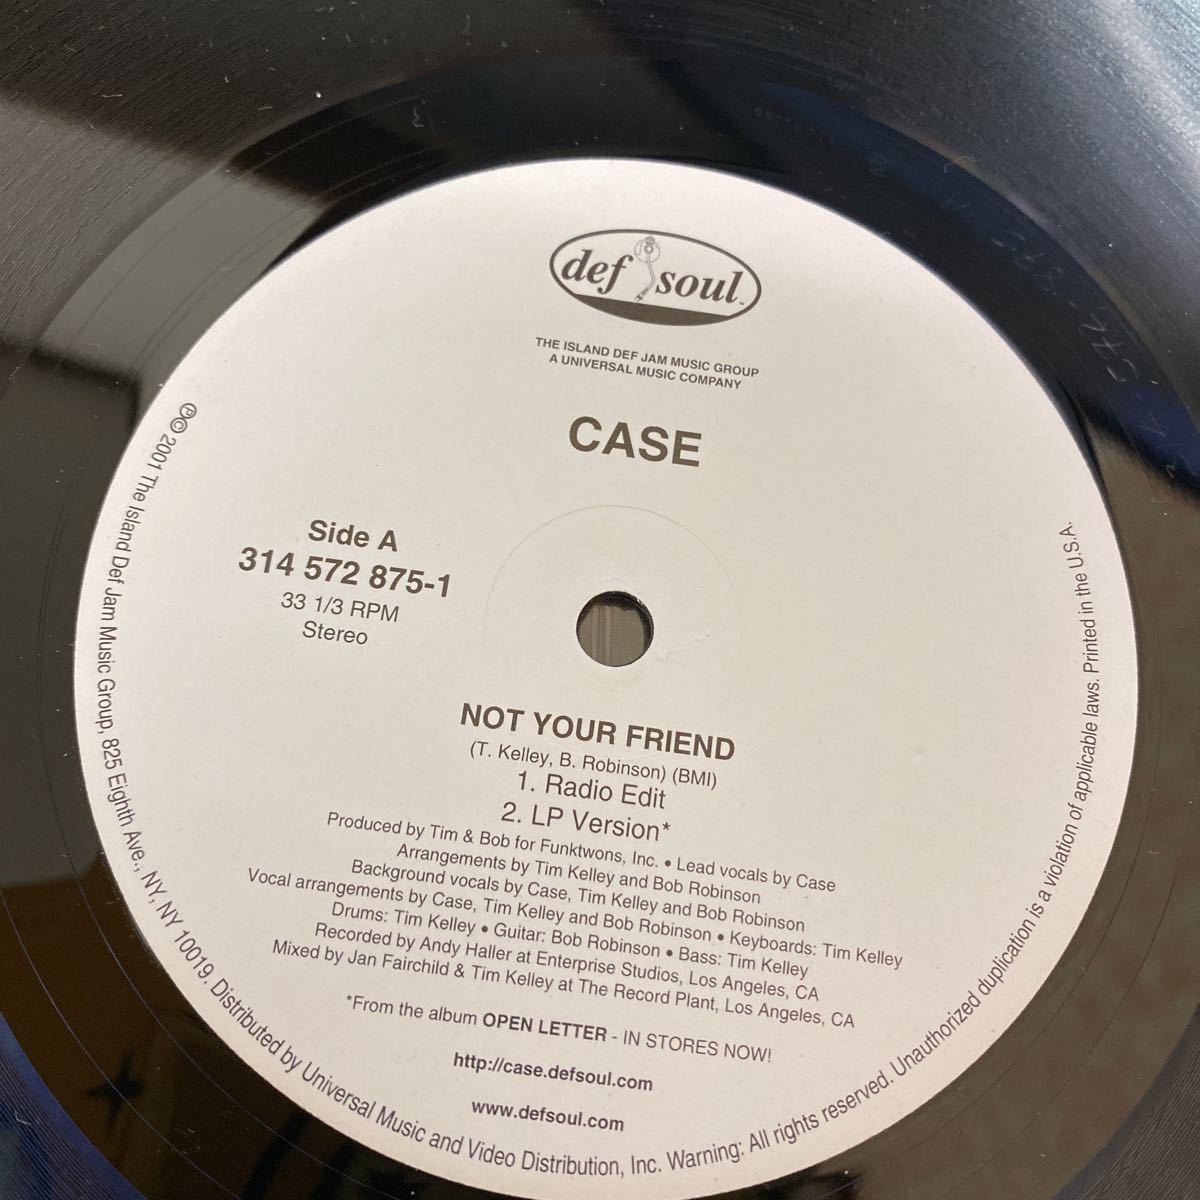 def soul™
THE ISLAND DEF JAM MUSIC GROUP
A UNIVERSAL MUSIC COMPANY
CASE
Side A
314 572 875-1
33 1/3 RPM
Stereo
NOT YOUR FRIEND
(T. Kelley, B. Robinson) (BMI)
1. Radio Edit
2. LP Version*
Produced by Tim & Bob for Funktwons, Inc. • Lead vocals by Case
Arrangements by Tim Kelley and Bob Robinson
Background vocals by Case, Tim Kelley and Bob Robinson
Vocal arrangements by Case, Tim Kelley and Bob Robinson • Keyboards: Tim Kelley
Drums: Tim Kelley • Guitar: Bob Robinson • Bass: Tim Kelley
Recorded by Andy Haller at Enterprise Studios, Los Angeles, CA
Mixed by Jan Fairchild & Tim Kelley at The Record Plant, Los Angeles, CA
*From the album OPEN LETTER - IN STORES NOW!
http://case.defsoul.com
www.defsoul.com
℗© 2001 The Island Def Jam Music Group, 825 Eighth Ave., NY, NY 10019. Distributed by Universal Music and Video Distribution, Inc. Warning: All rights reserved. Unauthorized duplication is a violation of applicable laws. Printed in the U.S.A.